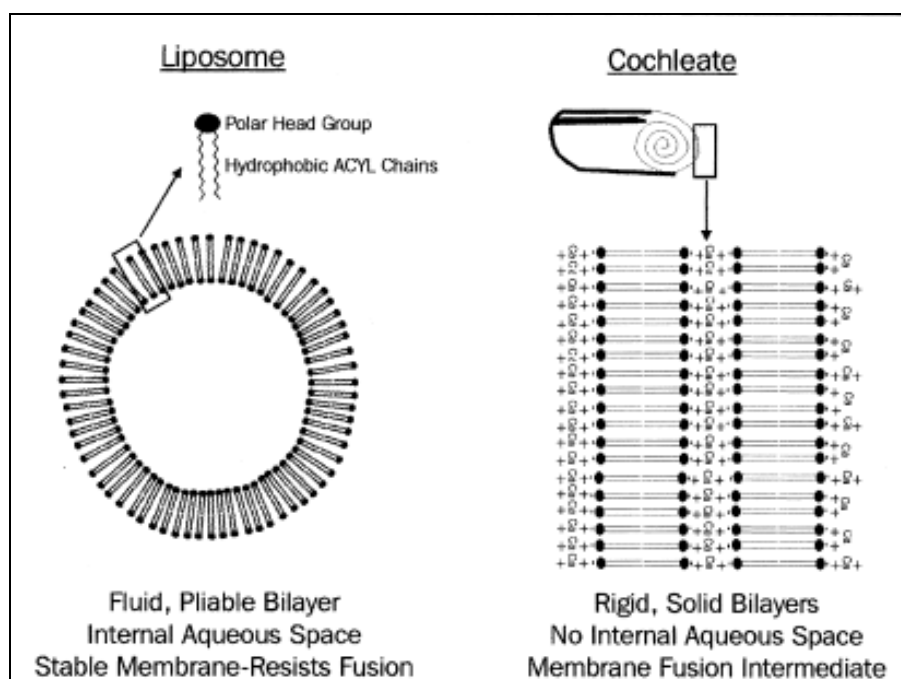 Liposome
Polar Head Group
Hydrophobic ACYL Chains
Fluid, Pliable Bilayer
Internal Aqueous Space
Stable Membrane-Resists Fusion
Cochleate
Rigid, Solid Bilayers
No Internal Aqueous Space
Membrane Fusion Intermediate